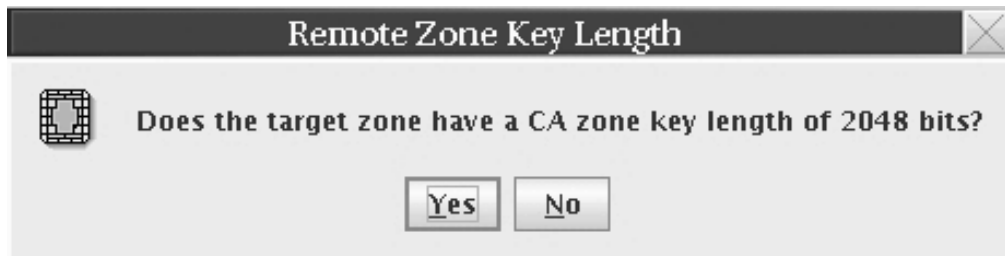 Remote Zone Key Length
Does the target zone have a CA zone key length of 2048 bits?
Yes No